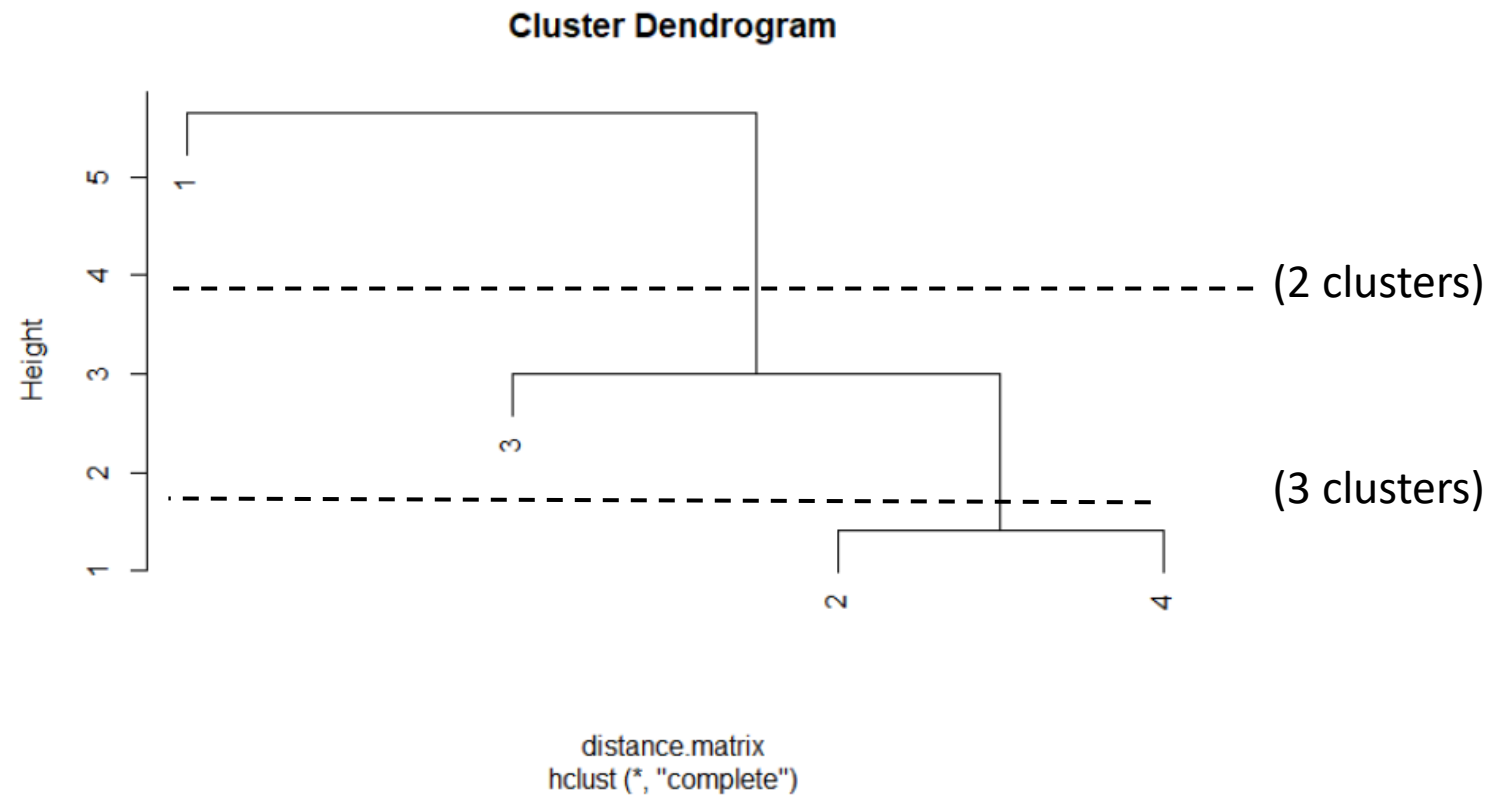 Cluster Dendrogram
Height
5
4
3
2
1
1
3
2
4
(2 clusters)
(3 clusters)
distance.matrix
hclust (*, "complete")